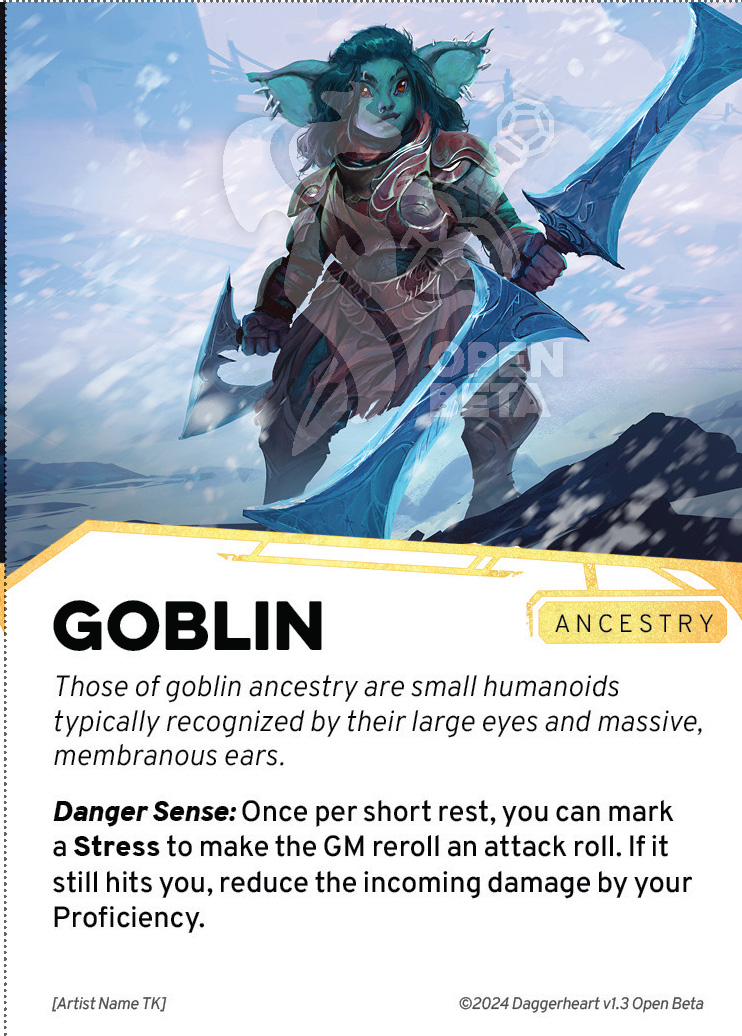 OPEN
BETA
GOBLIN
ANCESTRY
Those of goblin ancestry are small humanoids
typically recognized by their large eyes and massive,
membranous ears.
Danger Sense: Once per short rest, you can mark
a Stress to make the GM reroll an attack roll. If it
still hits you, reduce the incoming damage by your
Proficiency.
[Artist Name TK]
©2024 Daggerheart v1.3 Open Beta